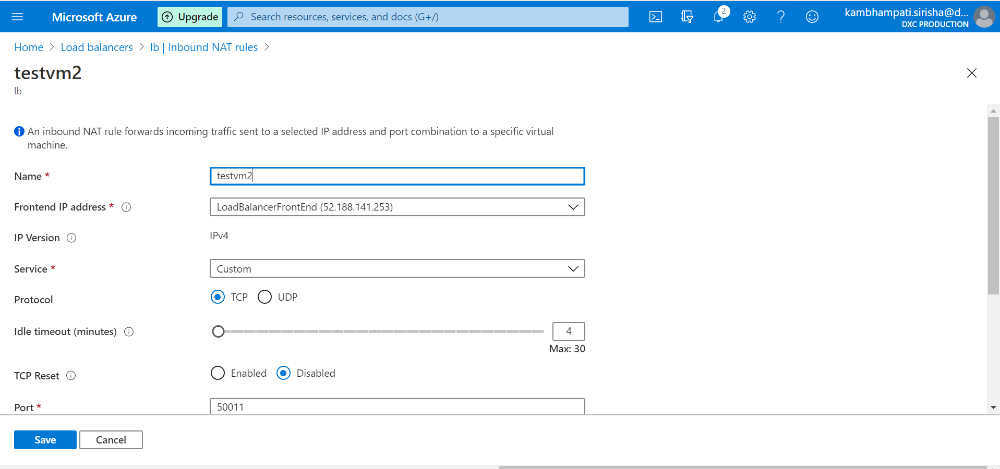 Microsoft Azure
Upgrade
Search resources, services, and docs (G+/)
2
kambhampati.sirisha@d...
DXC PRODUCTION
Home > Load balancers > lb | Inbound NAT rules >
testvm2
lb
An inbound NAT rule forwards incoming traffic sent to a selected IP address and port combination to a specific virtual
machine.
Name *
testvm2
Frontend IP address *
LoadBalancerFrontEnd (52.188.141.253)
IP Version
IPv4
Service *
Custom
Protocol
TCP UDP
Idle timeout (minutes)
4
Max: 30
TCP Reset
Enabled Disabled
Port *
50011
Save Cancel